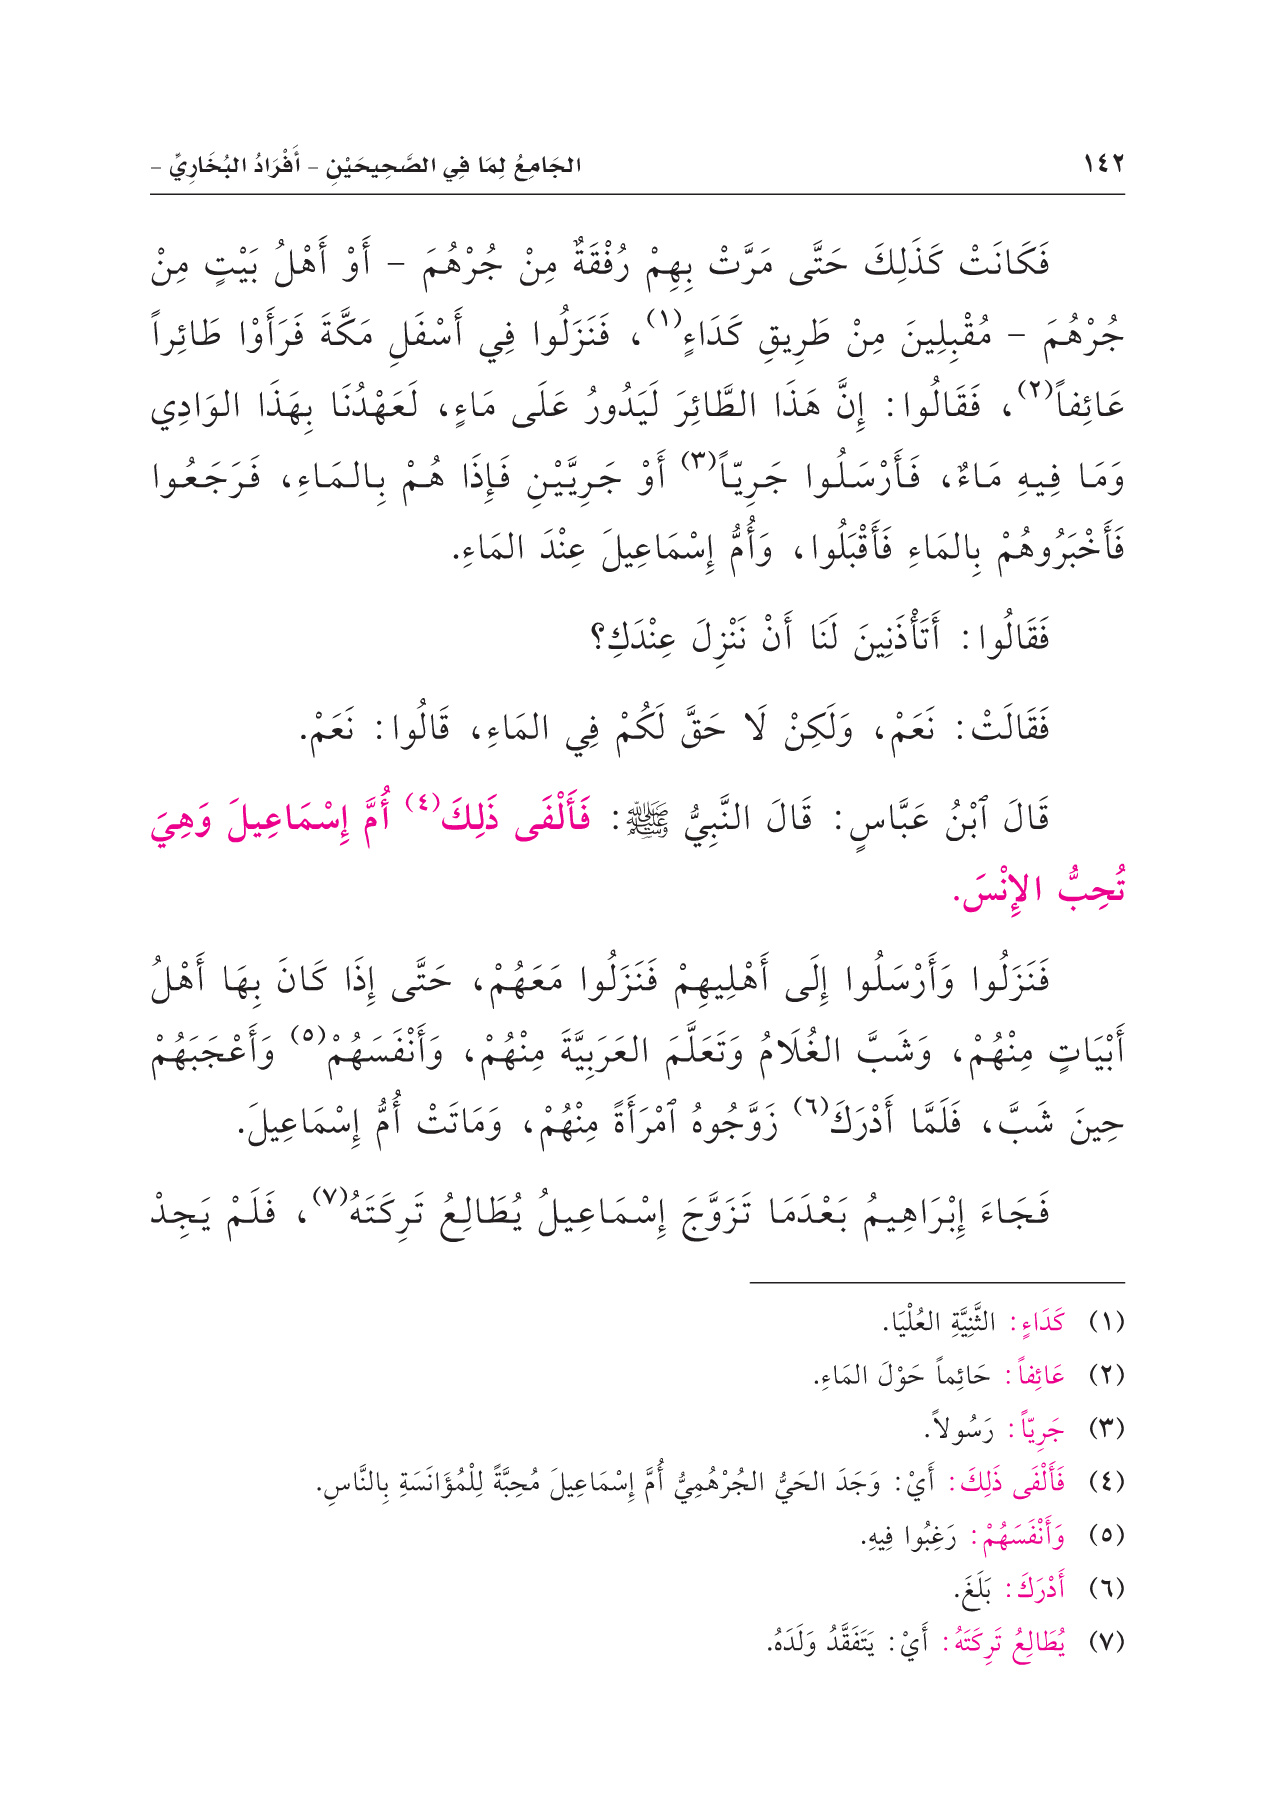 ١٤٢ الجَامِعُ لِمَا فِي الصَّحِيحَيْنِ - أَفْرَادُ البُخَارِيِّ -
فَكَانَتْ كَذَلِكَ حَتَّى مَرَّتْ بِهِمْ رُفْقَةٌ مِنْ جُرْهُمَ - أَوْ أَهْلُ بَيْتٍ مِنْ
جُرْهُمَ - مُقْبِلِينَ مِنْ طَرِيقِ كَدَاءٍ(١)، فَنَزَلُوا فِي أَسْفَلِ مَكَّةَ فَرَأَوْا طَائِراً
عَائِفاً(٢)، فَقَالُوا: إِنَّ هَذَا الطَّائِرَ لَيَدُورُ عَلَى مَاءٍ، لَعَهْدُنَا بِهَذَا الوَادِي
وَمَا فِيهِ مَاءٌ، فَأَرْسَلُوا جَرِيّاً(٣) أَوْ جَرِيَّيْنِ فَإِذَا هُمْ بِالمَاءِ، فَرَجَعُوا
فَأَخْبَرُوهُمْ بِالمَاءِ فَأَقْبَلُوا، وَأُمُّ إِسْمَاعِيلَ عِنْدَ المَاءِ.
فَقَالُوا: أَتَأْذَنِينَ لَنَا أَنْ نَنْزِلَ عِنْدَكِ؟
فَقَالَتْ: نَعَمْ، وَلَكِنْ لَا حَقَّ لَكُمْ فِي المَاءِ، قَالُوا: نَعَمْ.
قَالَ ٱبْنُ عَبَّاسٍ: قَالَ النَّبِيُّ ﷺ: فَأَلْفَى ذَلِكَ(٤) أُمَّ إِسْمَاعِيلَ وَهِيَ
تُحِبُّ الإِنْسَ.
فَنَزَلُوا وَأَرْسَلُوا إِلَى أَهْلِيهِمْ فَنَزَلُوا مَعَهُمْ، حَتَّى إِذَا كَانَ بِهَا أَهْلُ
أَبْيَاتٍ مِنْهُمْ، وَشَبَّ الغُلَامُ وَتَعَلَّمَ العَرَبِيَّةَ مِنْهُمْ، وَأَنْفَسَهُمْ(٥) وَأَعْجَبَهُمْ
حِينَ شَبَّ، فَلَمَّا أَدْرَكَ(٦) زَوَّجُوهُ ٱمْرَأَةً مِنْهُمْ، وَمَاتَتْ أُمُّ إِسْمَاعِيلَ.
فَجَاءَ إِبْرَاهِيمُ بَعْدَمَا تَزَوَّجَ إِسْمَاعِيلُ يُطَالِعُ تَرِكَتَهُ(٧)، فَلَمْ يَجِدْ
(١) كَدَاءٍ: الثَّنِيَّةِ العُلْيَا.
(٢) عَائِفاً: حَائِماً حَوْلَ المَاءِ.
(٣) جَرِيّاً: رَسُولاً.
(٤) فَأَلْفَى ذَلِكَ: أَيْ: وَجَدَ الحَيُّ الجُرْهُمِيُّ أُمَّ إِسْمَاعِيلَ مُحِبَّةً لِلْمُؤَانَسَةِ بِالنَّاسِ.
(٥) وَأَنْفَسَهُمْ: رَغِبُوا فِيهِ.
(٦) أَدْرَكَ: بَلَغَ.
(٧) يُطَالِعُ تَرِكَتَهُ: أَيْ: يَتَفَقَّدُ وَلَدَهُ.